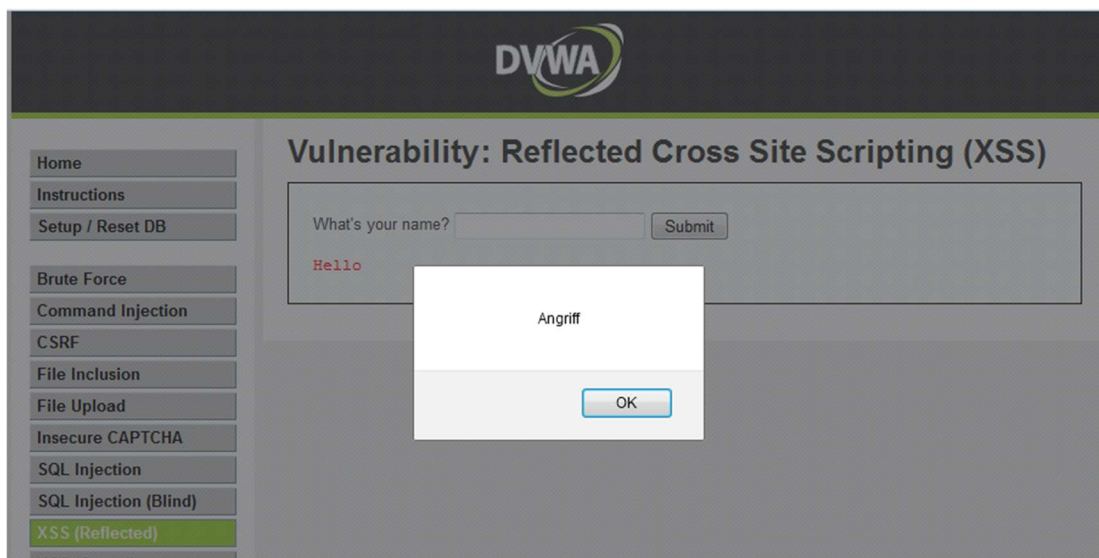 DVWA
Home
Instructions
Setup / Reset DB
Brute Force
Command Injection
CSRF
File Inclusion
File Upload
Insecure CAPTCHA
SQL Injection
SQL Injection (Blind)
XSS (Reflected)
Vulnerability: Reflected Cross Site Scripting (XSS)
What's your name?
Submit
Hello
Angriff
OK